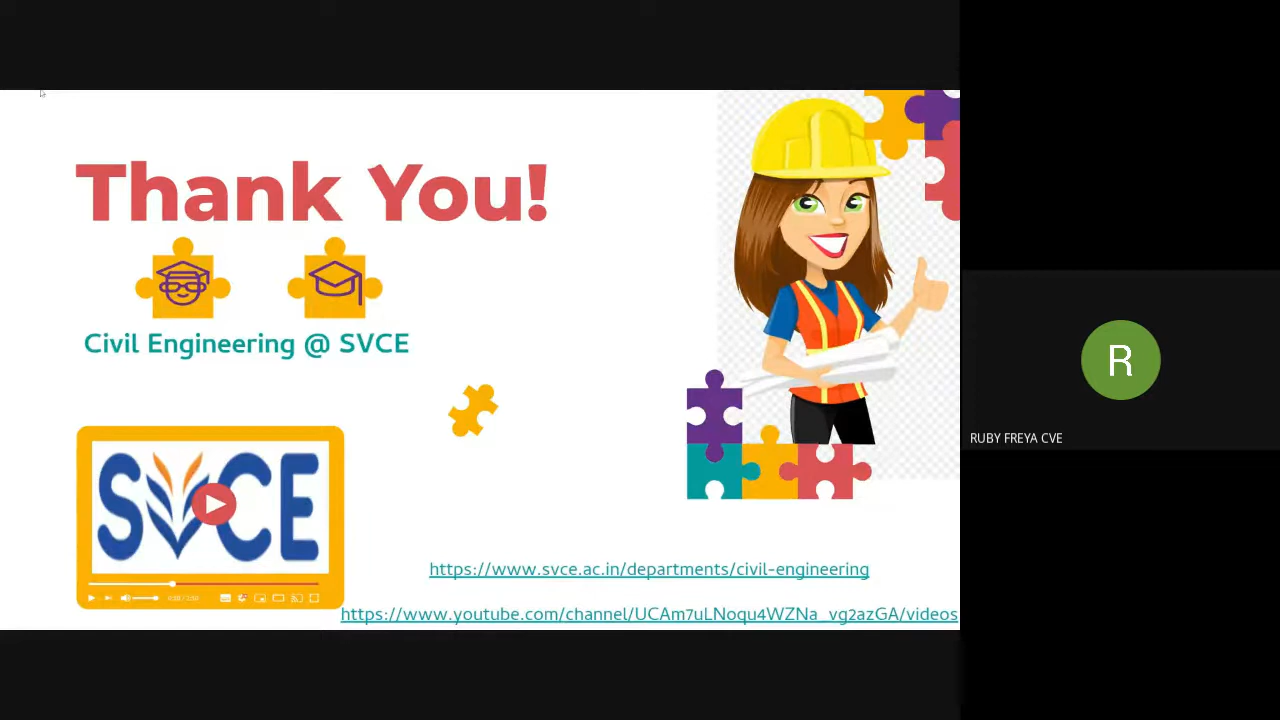 Thank You!
Civil Engineering @ SVCE
SVCE
https://www.svce.ac.in/departments/civil-engineering
https://www.youtube.com/channel/UCAm7uLNoqu4WZNa_vg2azGA/videos
R
RUBY FREYA CVE